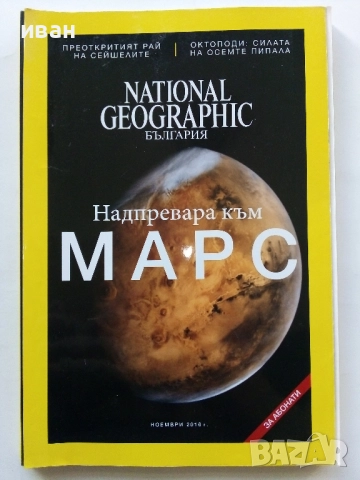 иван
ПРЕОТКРИТИЯТ РАЙ
НА СЕЙШЕЛИТЕ
ОКТОПОДИ: СИЛАТА
НА ОСЕМТЕ ПИПАЛА
NATIONAL
GEOGRAPHIC
БЪЛГАРИЯ
Надпревара към
МАРС
НОЕМВРИ 2016 г.
ЗА АБОНАТИ
BAZAR